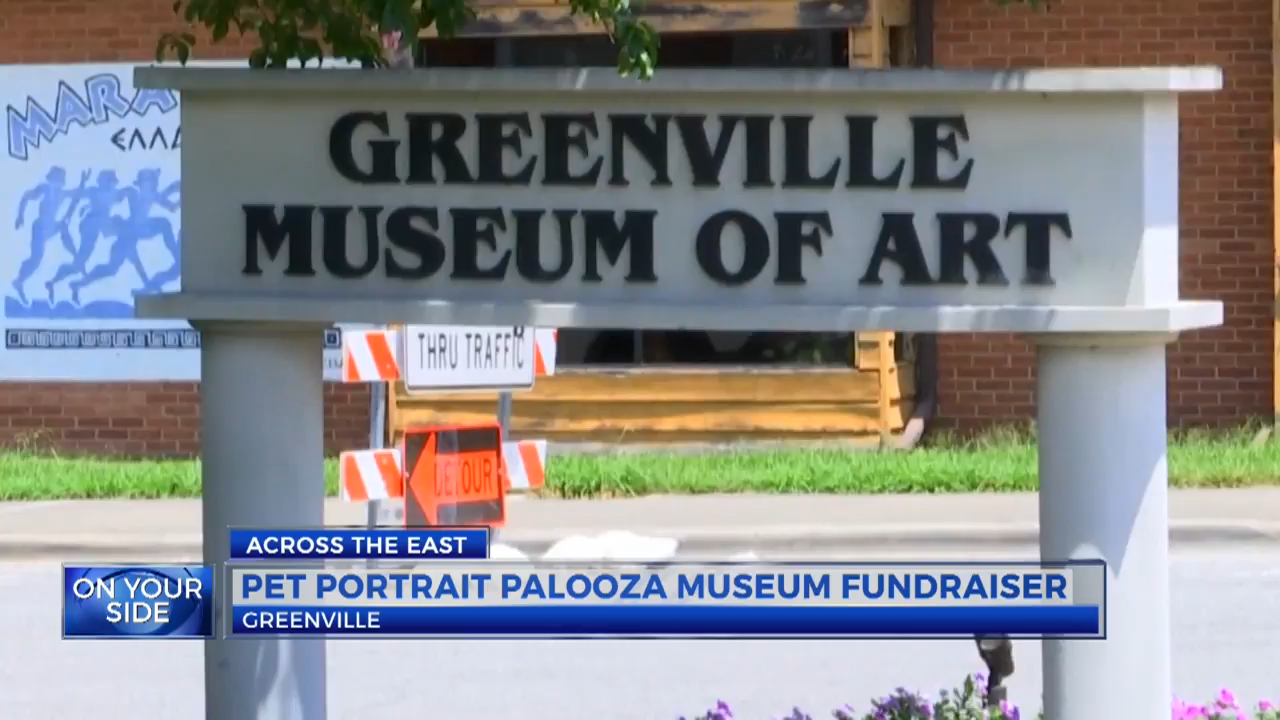 GREENVILLE
MUSEUM OF ART
ΕΛΛ
THRU TRAFFIC
DETOUR
ACROSS THE EAST
ON YOUR
SIDE
PET PORTRAIT PALOOZA MUSEUM FUNDRAISER
GREENVILLE